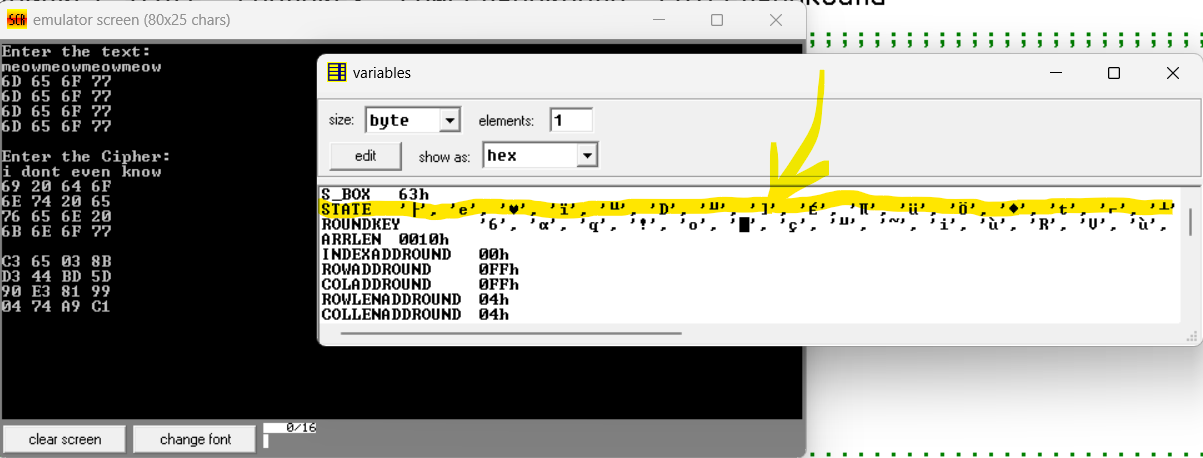 emulator screen (80x25 chars)
Enter the text:
meowmeowmeowmeow
6D 65 6F 77
6D 65 6F 77
6D 65 6F 77
6D 65 6F 77
Enter the Cipher:
i dont even know
69 20 64 6F
6E 74 20 65
76 65 6E 20
6B 6E 6F 77
C3 65 03 8B
D3 44 BD 5D
90 E3 81 99
04 74 A9 C1
clear screen
change font
0/16
variables
size: byte elements: 1
edit show as: hex
S_BOX 63h
STATE '├', 'e', '♥', 'ï', '╙', 'D', '╜', ']', 'É', 'π', 'ü', 'Ö', '♦', 't', '⌐', '┴'
ROUNDKEY '6', 'α', 'q', '!', 'o', '█', 'ç', '╜', '~', 'i', 'ù', 'R', 'V', 'ù',
ARRLEN 0010h
INDEXADDROUND 00h
ROWADDROUND 0FFh
COLADDROUND 0FFh
ROWLENADDROUND 04h
COLLENADDROUND 04h